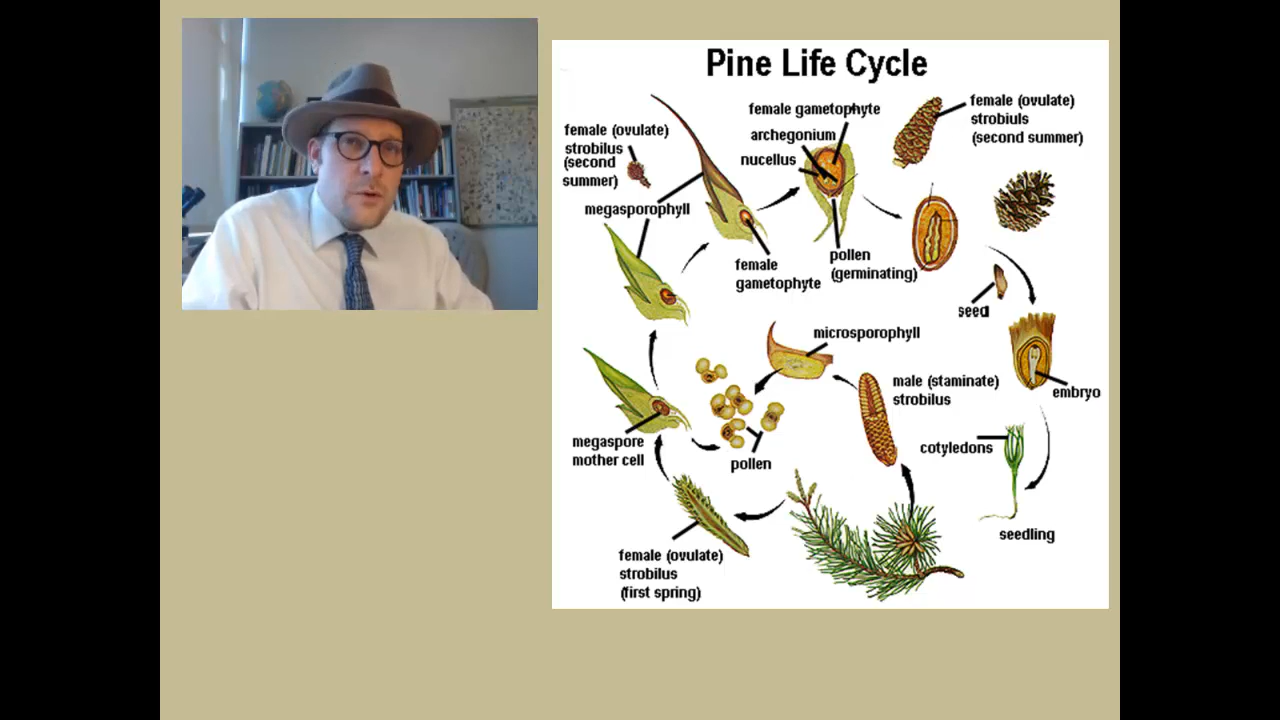 Pine Life Cycle
female (ovulate)
strobilus
(second
summer)
megasporophyll
female gametophyte
archegonium
nucellus
female (ovulate)
strobiuls
(second summer)
female
gametophyte
pollen
(germinating)
seed
microsporophyll
male (staminate)
strobilus
embryo
megaspore
mother cell
pollen
cotyledons
female (ovulate)
strobilus
(first spring)
seedling